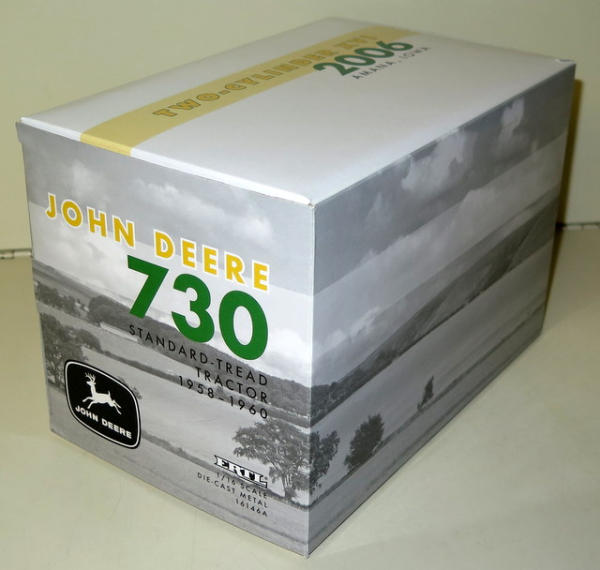 TWO-CYLINDER XVI
2006
AMANA, IOWA
JOHN DEERE
730
STANDARD-TREAD
TRACTOR
1958-1960
JOHN DEERE
ERTL
1/16 SCALE
DIE-CAST METAL
16146A